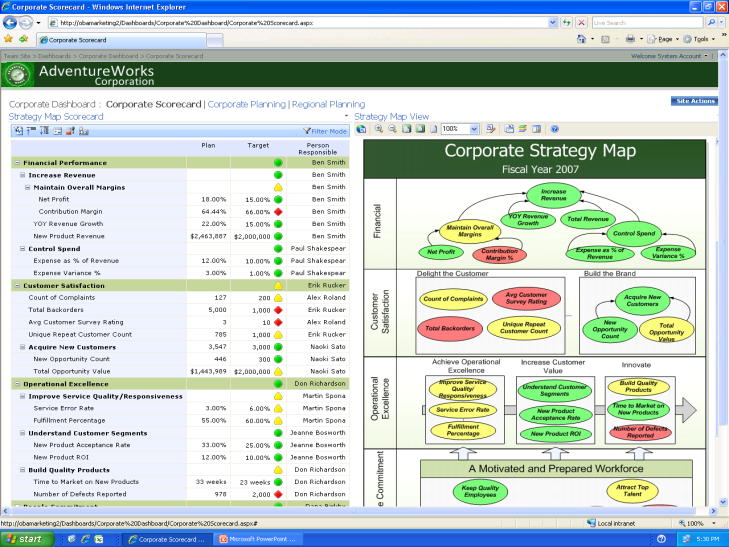 Corporate Scorecard - Windows Internet Explorer
http://obamarketing2/Dashboards/Corporate%20Dashboard/Corporate%20Scorecard.aspx
Live Search
Corporate Scorecard
Page
Tools
Team Site > Dashboards > Corporate Dashboard > Corporate Scorecard
Welcome System Account
AdventureWorks
Corporation
Corporate Dashboard : Corporate Scorecard | Corporate Planning | Regional Planning
Site Actions
Strategy Map Scorecard
Filter Mode
Plan Target Person Responsible
Financial Performance Ben Smith
Increase Revenue Ben Smith
Maintain Overall Margins Ben Smith
Net Profit 18.00% 15.00% Ben Smith
Contribution Margin 64.44% 66.00% Ben Smith
YOY Revenue Growth 22.00% 15.00% Ben Smith
New Product Revenue $2,463,887 $2,000,000 Ben Smith
Control Spend Paul Shakespear
Expense as % of Revenue 12.00% 10.00% Paul Shakespear
Expense Variance % 3.00% 1.00% Paul Shakespear
Customer Satisfaction Erik Rucker
Count of Complaints 127 200 Alex Roland
Total Backorders 5,000 1,000 Erik Rucker
Avg Customer Survey Rating 3 10 Alex Roland
Unique Repeat Customer Count 785 1,000 Erik Rucker
Acquire New Customers 3,547 3,000 Naoki Sato
New Opportunity Count 446 300 Naoki Sato
Total Opportunity Value $1,443,989 $2,000,000 Naoki Sato
Operational Excellence Don Richardson
Improve Service Quality/Responsiveness Martin Spona
Service Error Rate 3.00% 6.00% Martin Spona
Fulfillment Percentage 55.00% 60.00% Martin Spona
Understand Customer Segments Jeanne Bosworth
New Product Acceptance Rate 33.00% 25.00% Jeanne Bosworth
New Product ROI 12.00% 10.00% Jeanne Bosworth
Build Quality Products Don Richardson
Time to Market on New Products 33 weeks 23 weeks Don Richardson
Number of Defects Reported 978 2,000 Don Richardson
Strategy Map View
100%
Corporate Strategy Map
Fiscal Year 2007
Financial
Increase Revenue
YOY Revenue Growth
Total Revenue
Maintain Overall Margins
Control Spend
Net Profit
Contribution Margin %
Expense as % of Revenue
Expense Variance %
Customer Satisfaction
Delight the Customer
Build the Brand
Count of Complaints
Avg Customer Survey Rating
Acquire New Customers
Total Backorders
Unique Repeat Customer Count
New Opportunity Count
Total Opportunity Value
Operational Excellence
Achieve Operational Excellence
Increase Customer Value
Innovate
Improve Service Quality/ Responsiveness
Understand Customer Segments
Build Quality Products
Service Error Rate
New Product Acceptance Rate
Time to Market on New Products
Fulfillment Percentage
New Product ROI
Number of Defects Reported
e Commitment
A Motivated and Prepared Workforce
Keep Quality Employees
Attract Top Talent
http://obamarketing2/Dashboards/Corporate%20Dashboard/Corporate%20Scorecard.aspx#
Local intranet
100%
start
Corporate Scorecard ...
Microsoft PowerPoint ...
5:30 PM